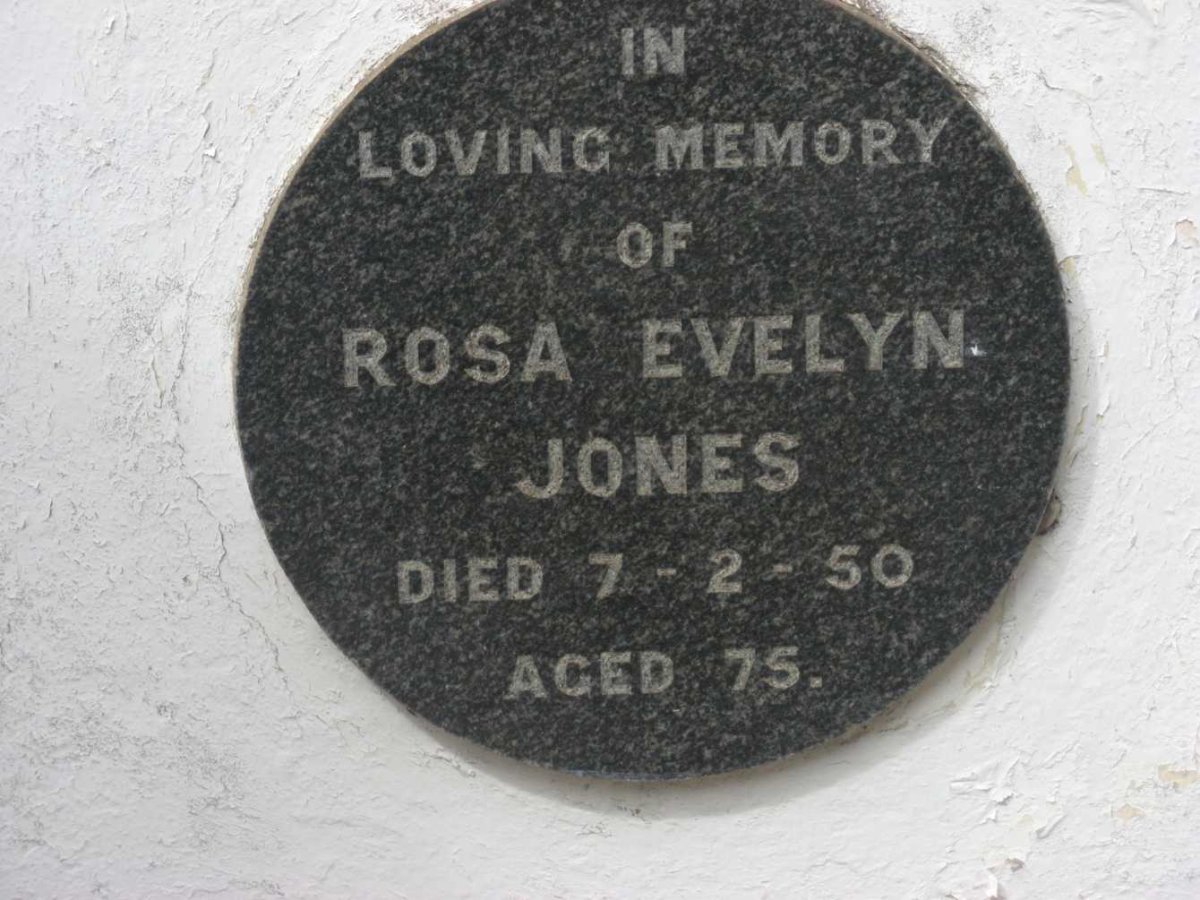 IN
LOVING MEMORY
OF
ROSA EVELYN
JONES
DIED 7 - 2 - 50
AGED 75.